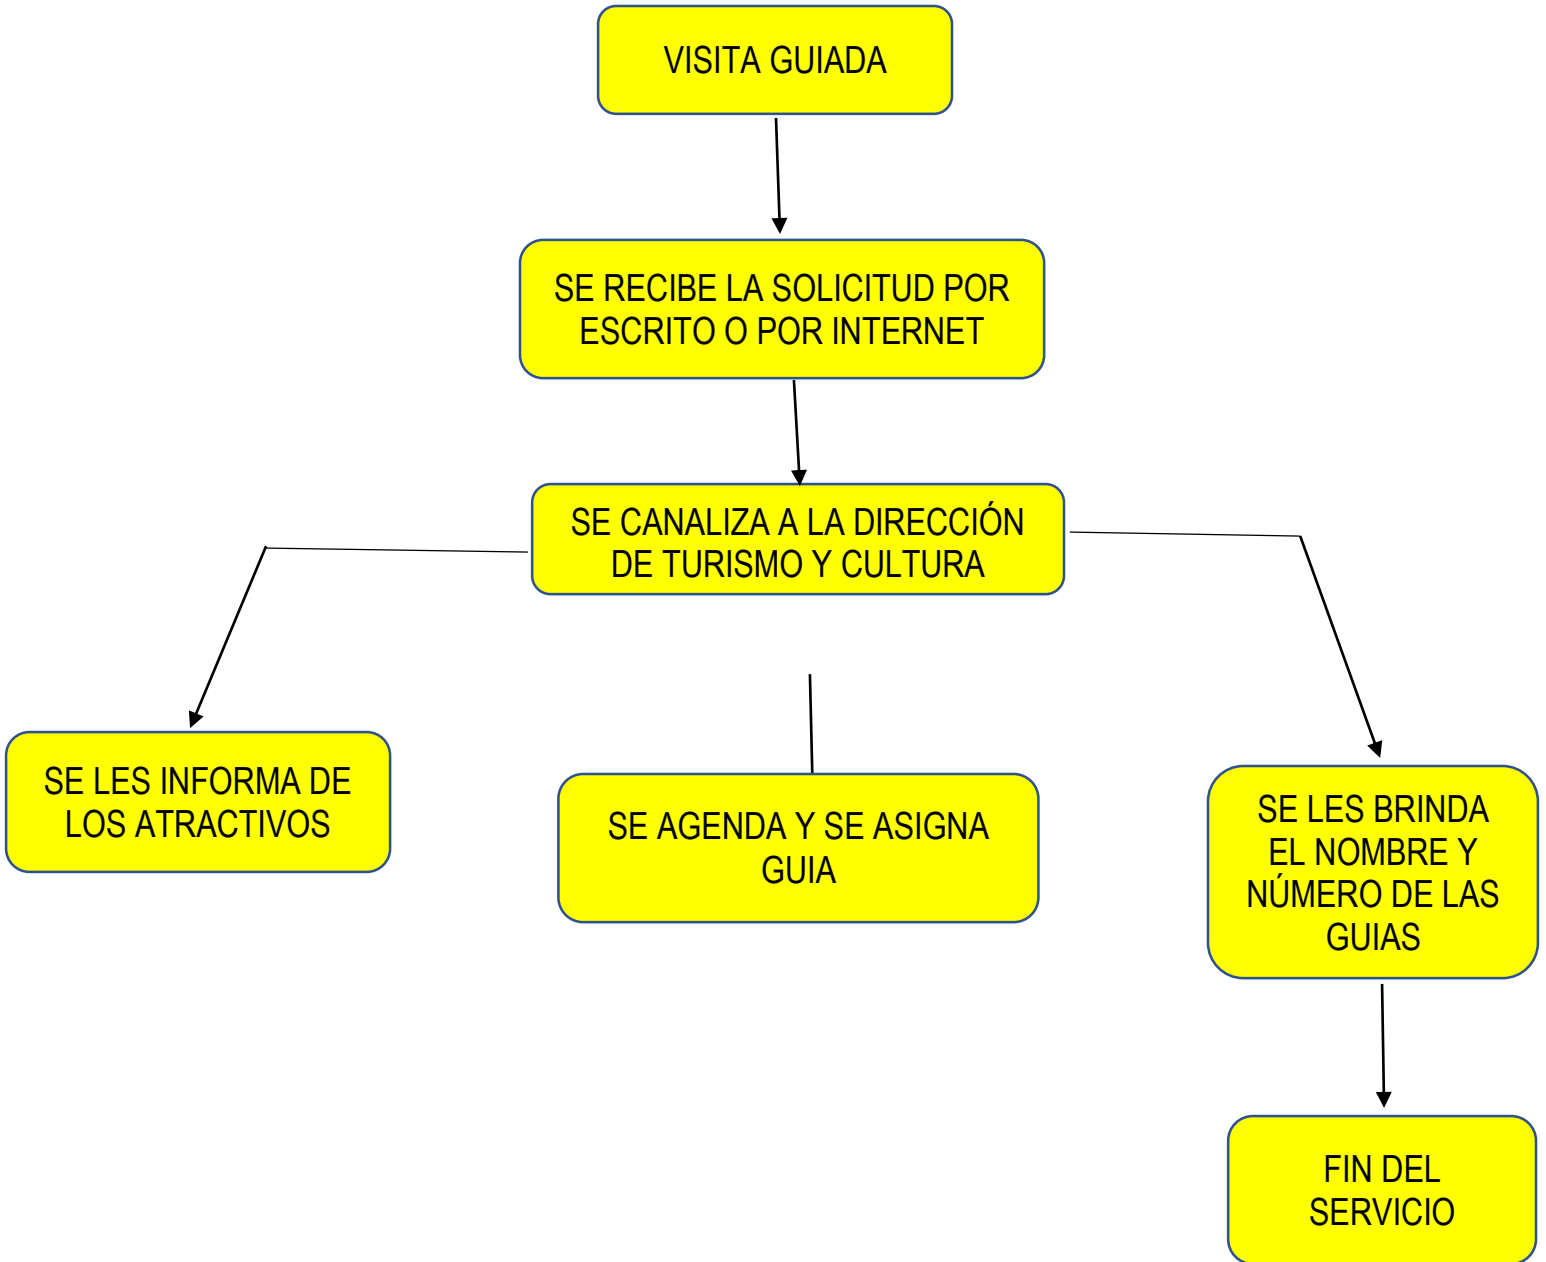 VISITA GUIADA
SE RECIBE LA SOLICITUD POR
ESCRITO O POR INTERNET
SE CANALIZA A LA DIRECCIÓN
DE TURISMO Y CULTURA
SE LES INFORMA DE
LOS ATRACTIVOS
SE AGENDA Y SE ASIGNA
GUIA
SE LES BRINDA
EL NOMBRE Y
NÚMERO DE LAS
GUIAS
FIN DEL
SERVICIO